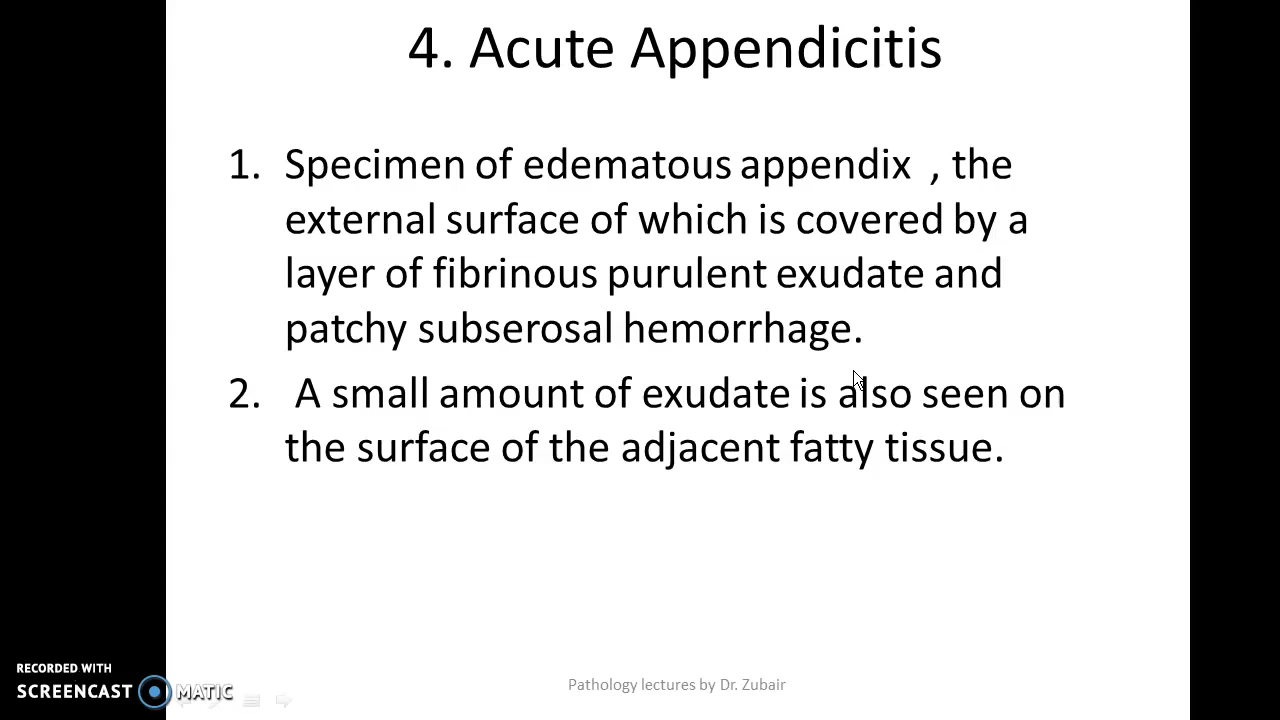 4. Acute Appendicitis
1. Specimen of edematous appendix , the
external surface of which is covered by a
layer of fibrinous purulent exudate and
patchy subserosal hemorrhage.
2. A small amount of exudate is also seen on
the surface of the adjacent fatty tissue.
RECORDED WITH
SCREENCAST MATIC
Pathology lectures by Dr. Zubair